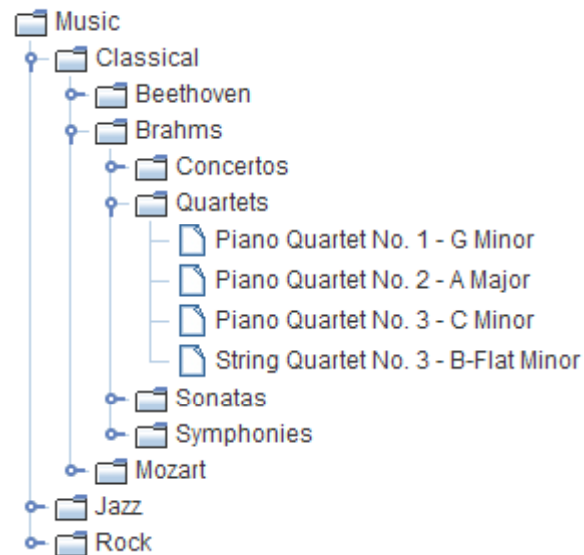 Music
Classical
Beethoven
Brahms
Concertos
Quartets
Piano Quartet No. 1 - G Minor
Piano Quartet No. 2 - A Major
Piano Quartet No. 3 - C Minor
String Quartet No. 3 - B-Flat Minor
Sonatas
Symphonies
Mozart
Jazz
Rock